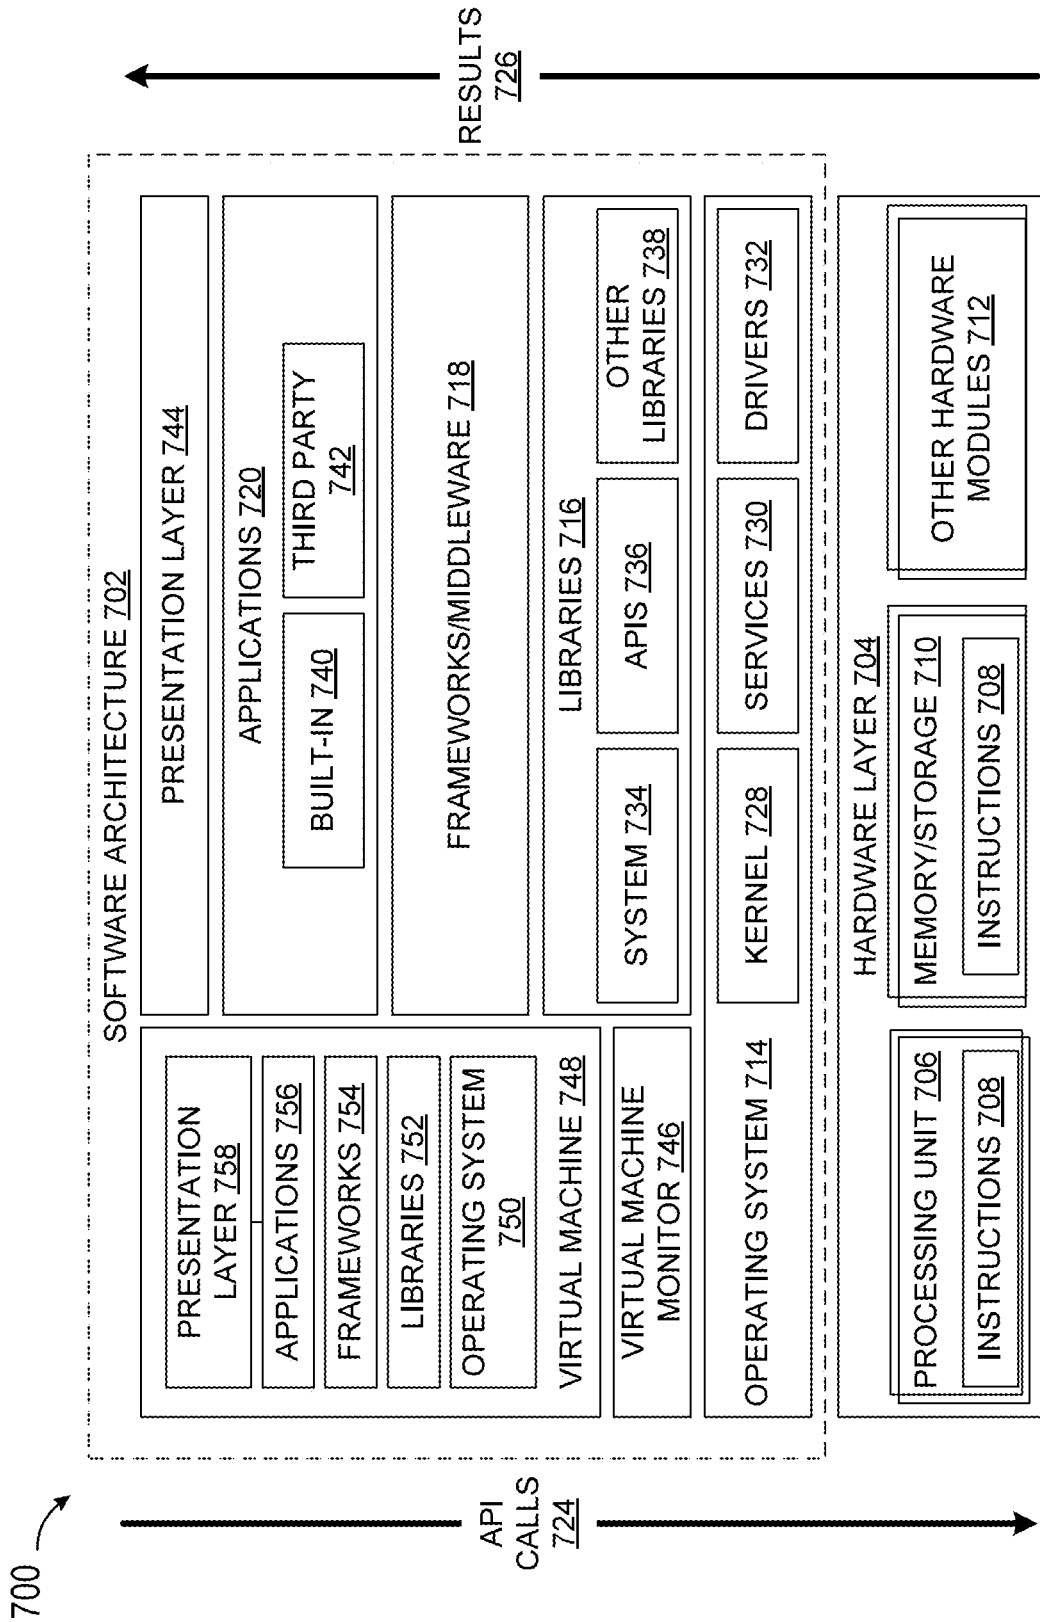 700
SOFTWARE ARCHITECTURE 702
PRESENTATION
LAYER 758
APPLICATIONS 756
FRAMEWORKS 754
LIBRARIES 752
OPERATING SYSTEM
750
VIRTUAL MACHINE 748
VIRTUAL MACHINE
MONITOR 746
PRESENTATION LAYER 744
APPLICATIONS 720
BUILT-IN 740
THIRD PARTY
742
FRAMEWORKS/MIDDLEWARE 718
LIBRARIES 716
SYSTEM 734
APIS 736
OTHER
LIBRARIES 738
OPERATING SYSTEM 714
KERNEL 728
SERVICES 730
DRIVERS 732
HARDWARE LAYER 704
PROCESSING UNIT 706
INSTRUCTIONS 708
MEMORY/STORAGE 710
INSTRUCTIONS 708
OTHER HARDWARE
MODULES 712
API
CALLS
724
RESULTS
726